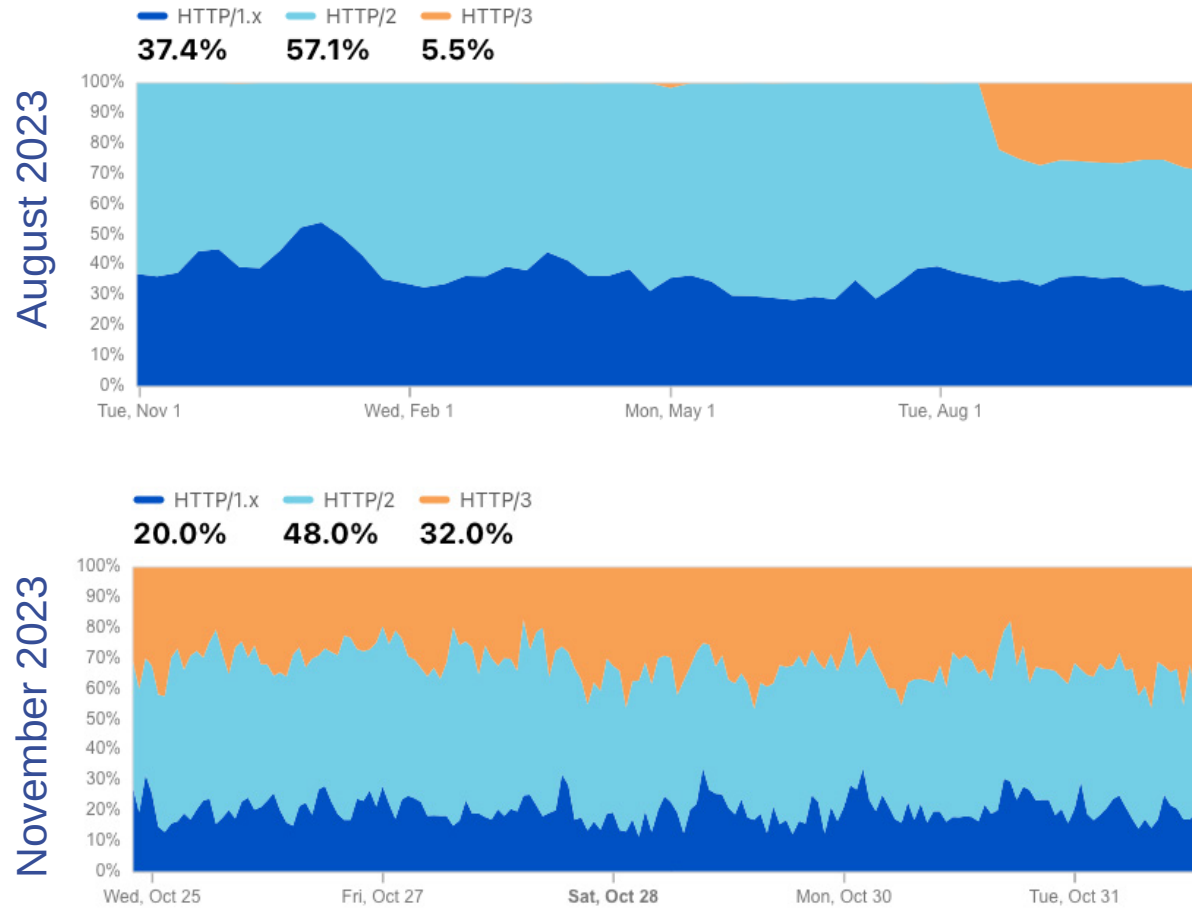 HTTP/1.x HTTP/2 HTTP/3
37.4% 57.1% 5.5%
August 2023
100%
90%
80%
70%
60%
50%
40%
30%
20%
10%
0%
Tue, Nov 1 Wed, Feb 1 Mon, May 1 Tue, Aug 1
HTTP/1.x HTTP/2 HTTP/3
20.0% 48.0% 32.0%
November 2023
100%
90%
80%
70%
60%
50%
40%
30%
20%
10%
0%
Wed, Oct 25 Fri, Oct 27 Sat, Oct 28 Mon, Oct 30 Tue, Oct 31